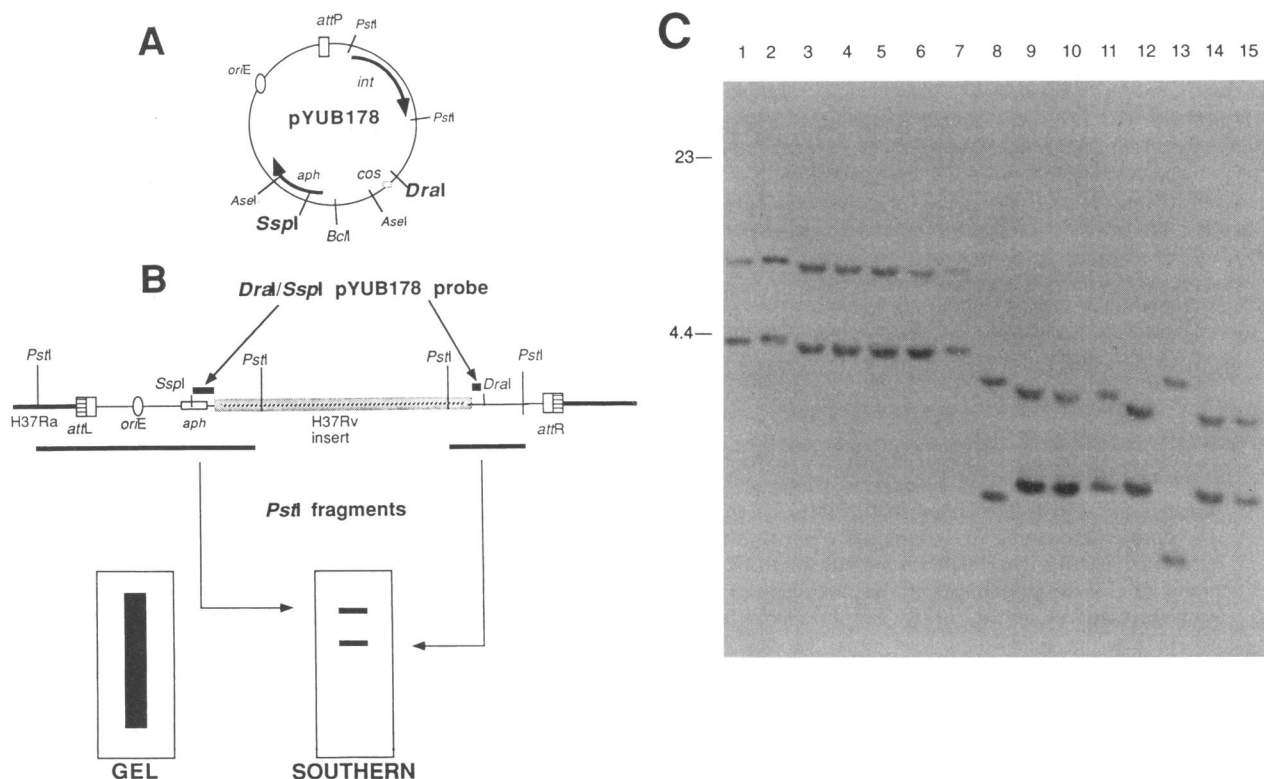 A
attP
PstI
oriE
int
pYUB178
PstI
aph
cos
DraI
AseI
SspI
BclI
AseI
B
DraI/SspI pYUB178 probe
PstI
SspI
PstI
PstI
DraI
PstI
H37Ra
attL
oriE
aph
H37Rv
insert
attR
PstI fragments
GEL
SOUTHERN
C
1 2 3 4 5 6 7 8 9 10 11 12 13 14 15
23
4.4